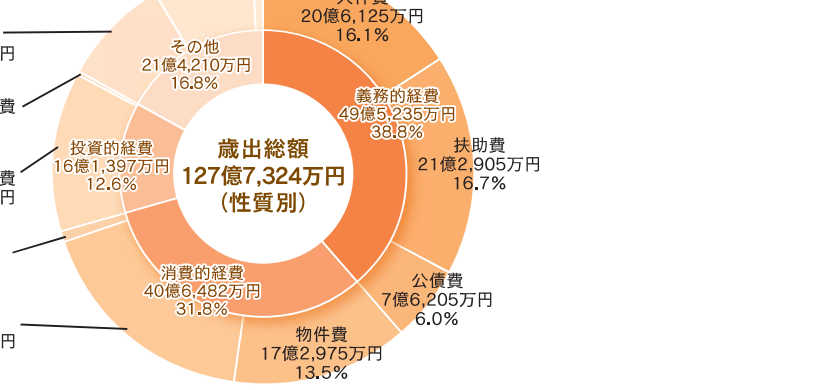 20億6,125万円
16.1%
その他
21億4,210万円
16.8%
円
費
義務的経費
49億5,235万円
38.8%
扶助費
21億2,905万円
16.7%
投資的経費
16億1,397万円
12.6%
歳出総額
127億7,324万円
（性質別）
費
円
消費的経費
40億6,482万円
31.8%
公債費
7億6,205万円
6.0%
物件費
17億2,975万円
13.5%
円